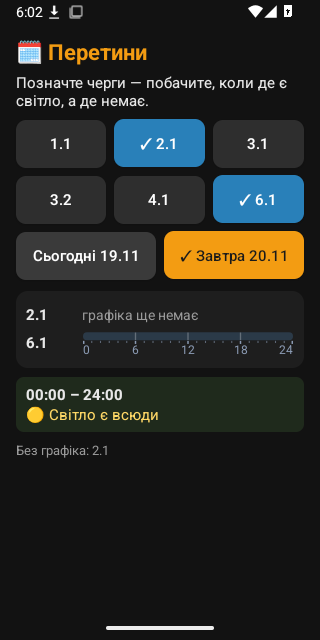 6:02
🗓️ Перетини
Позначте черги — побачите, коли де є
світло, а де немає.
1.1
✓ 2.1
3.1
3.2
4.1
✓ 6.1
Сьогодні 19.11
✓ Завтра 20.11
2.1 графіка ще немає
6.1
0 6 12 18 24
00:00 – 24:00
🟡 Світло є всюди
Без графіка: 2.1